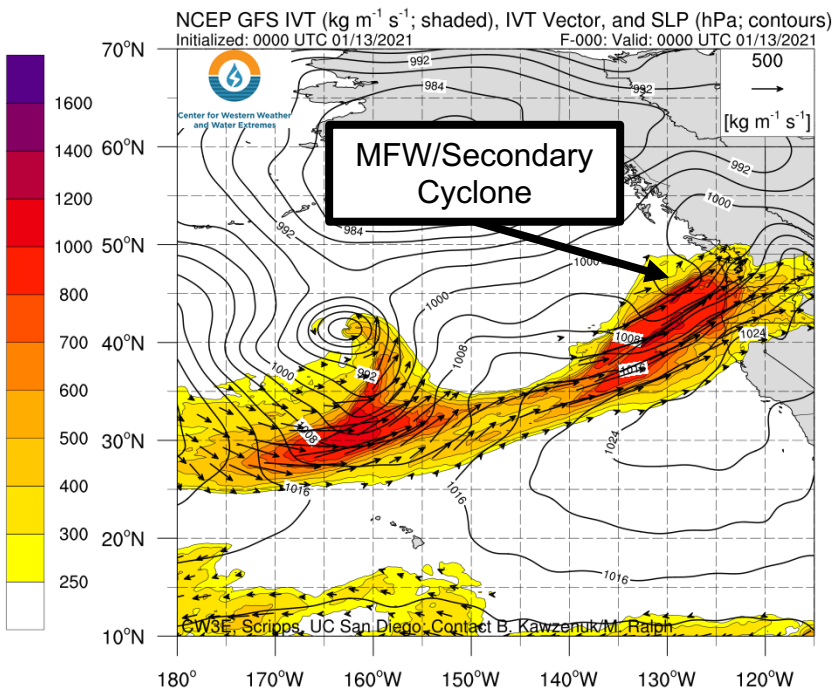 NCEP GFS IVT (kg m⁻¹ s⁻¹; shaded), IVT Vector, and SLP (hPa; contours)
Initialized: 0000 UTC 01/13/2021 F-000: Valid: 0000 UTC 01/13/2021
Center for Western Weather
and Water Extremes
500
[kg m⁻¹ s⁻¹]
MFW/Secondary
Cyclone
1600
1400
1200
1000
800
700
600
500
400
300
250
70°N
60°N
50°N
40°N
30°N
20°N
10°N
992
984
992
992
1000
992
984
1000
1000
1008
1008
1024
1000
992
1016
1008
1024
1016
1016
1016
CW3E, Scripps, UC San Diego; Contact B. Kawzenuk/M. Ralph
180° 170°W 160°W 150°W 140°W 130°W 120°W